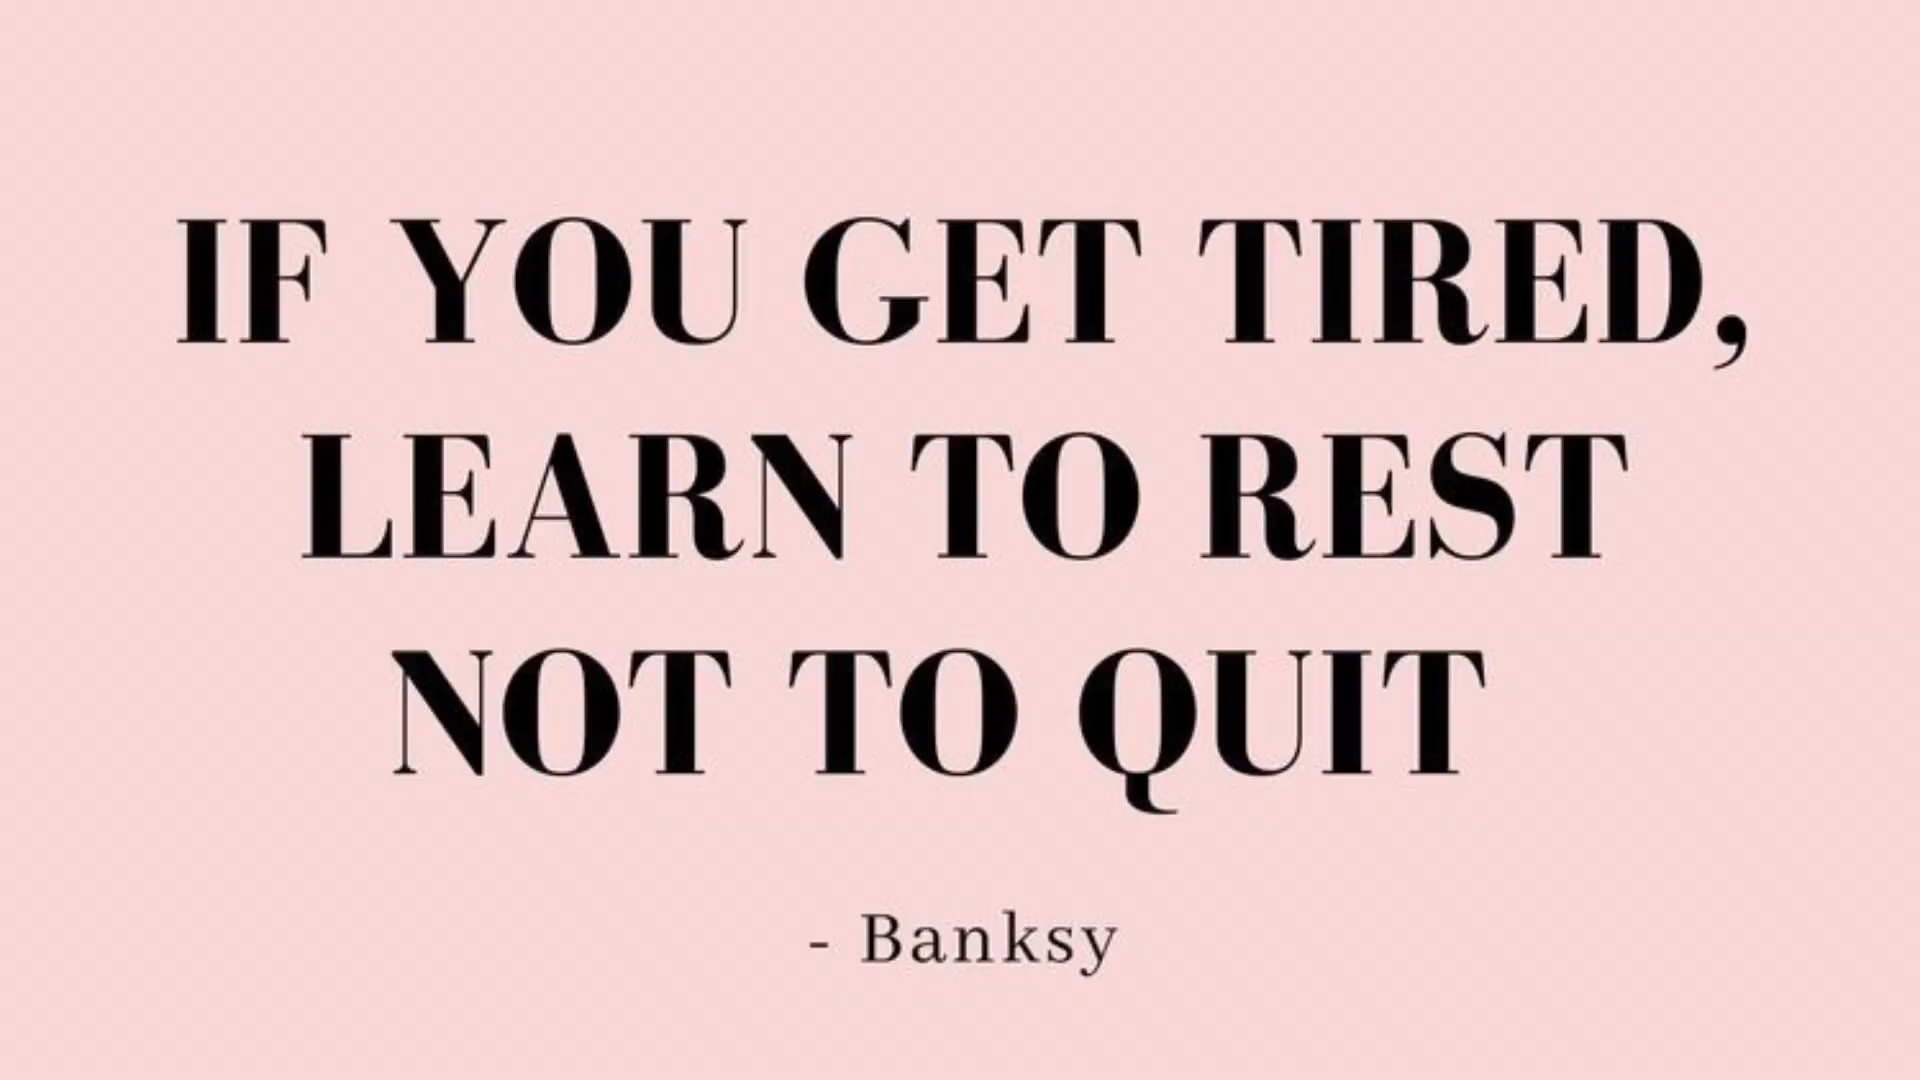 IF YOU GET TIRED,
LEARN TO REST
NOT TO QUIT
- Banksy